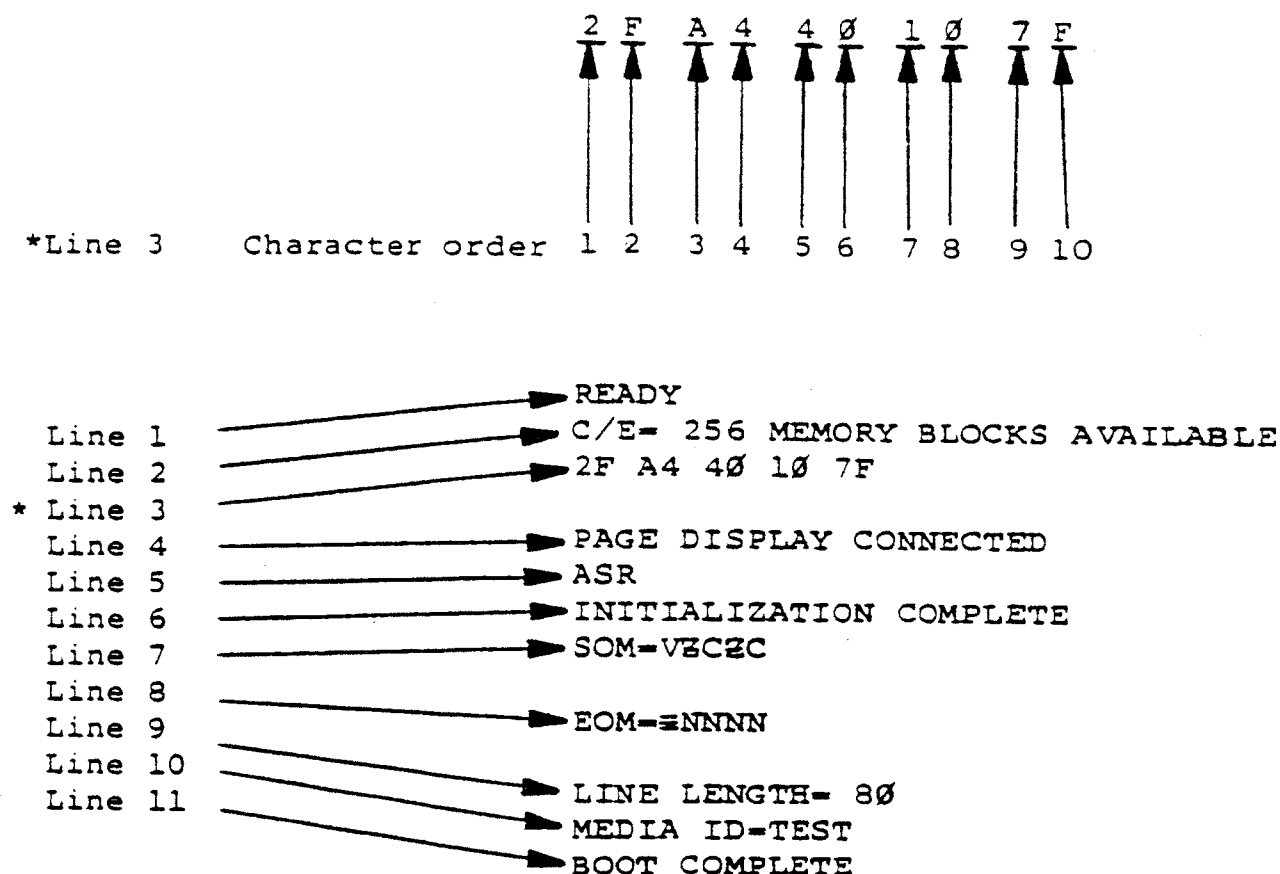 2 F A 4 4 Ø 1 Ø 7 F
*Line 3 Character order 1 2 3 4 5 6 7 8 9 10
READY
Line 1 C/E= 256 MEMORY BLOCKS AVAILABLE
Line 2 2F A4 4Ø 1Ø 7F
* Line 3
Line 4 PAGE DISPLAY CONNECTED
Line 5 ASR
Line 6 INITIALIZATION COMPLETE
Line 7 SOM=VZCZC
Line 8
Line 9 EOM=≡NNNN
Line 10
Line 11 LINE LENGTH= 8Ø
MEDIA ID=TEST
BOOT COMPLETE